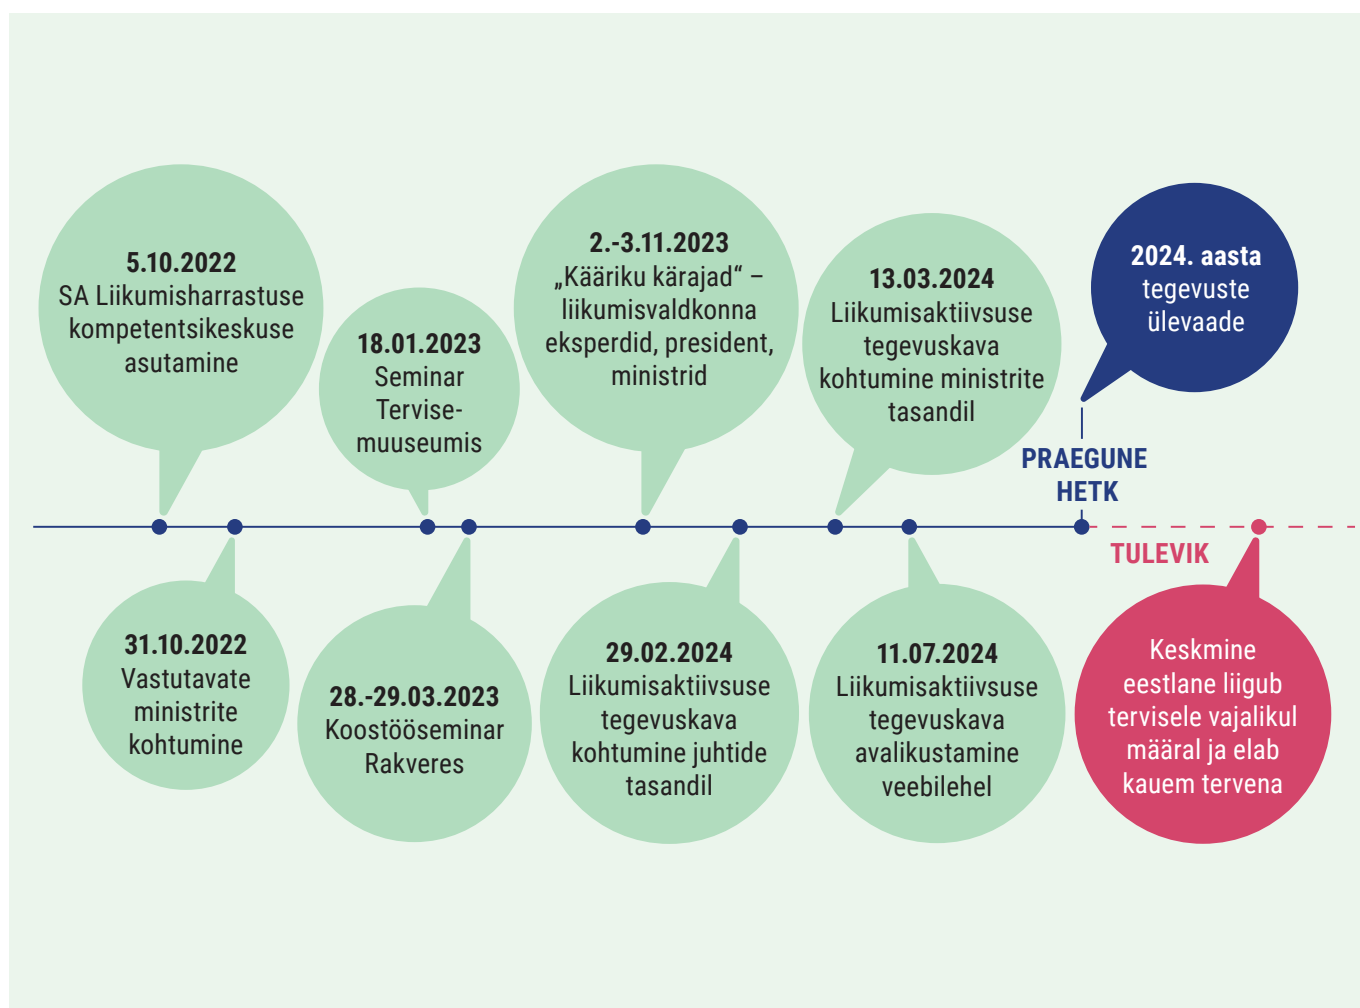 5.10.2022
SA Liikumisharrastuse
kompetentsikeskuse
asutamine
31.10.2022
Vastutavate
ministrite
kohtumine
18.01.2023
Seminar
Tervise-
muuseumis
28.-29.03.2023
Koostööseminar
Rakveres
2.-3.11.2023
„Kääriku kärajad“ –
liikumisvaldkonna
eksperdid, president,
ministrid
29.02.2024
Liikumisaktiivsuse
tegevuskava
kohtumine juhtide
tasandil
13.03.2024
Liikumisaktiivsuse
tegevuskava
kohtumine ministrite
tasandil
11.07.2024
Liikumisaktiivsuse
tegevuskava
avalikustamine
veebilehel
2024. aasta
tegevuste
ülevaade
PRAEGUNE
HETK
TULEVIK
Keskmine
eestlane liigub
tervisele vajalikul
määral ja elab
kauem tervena